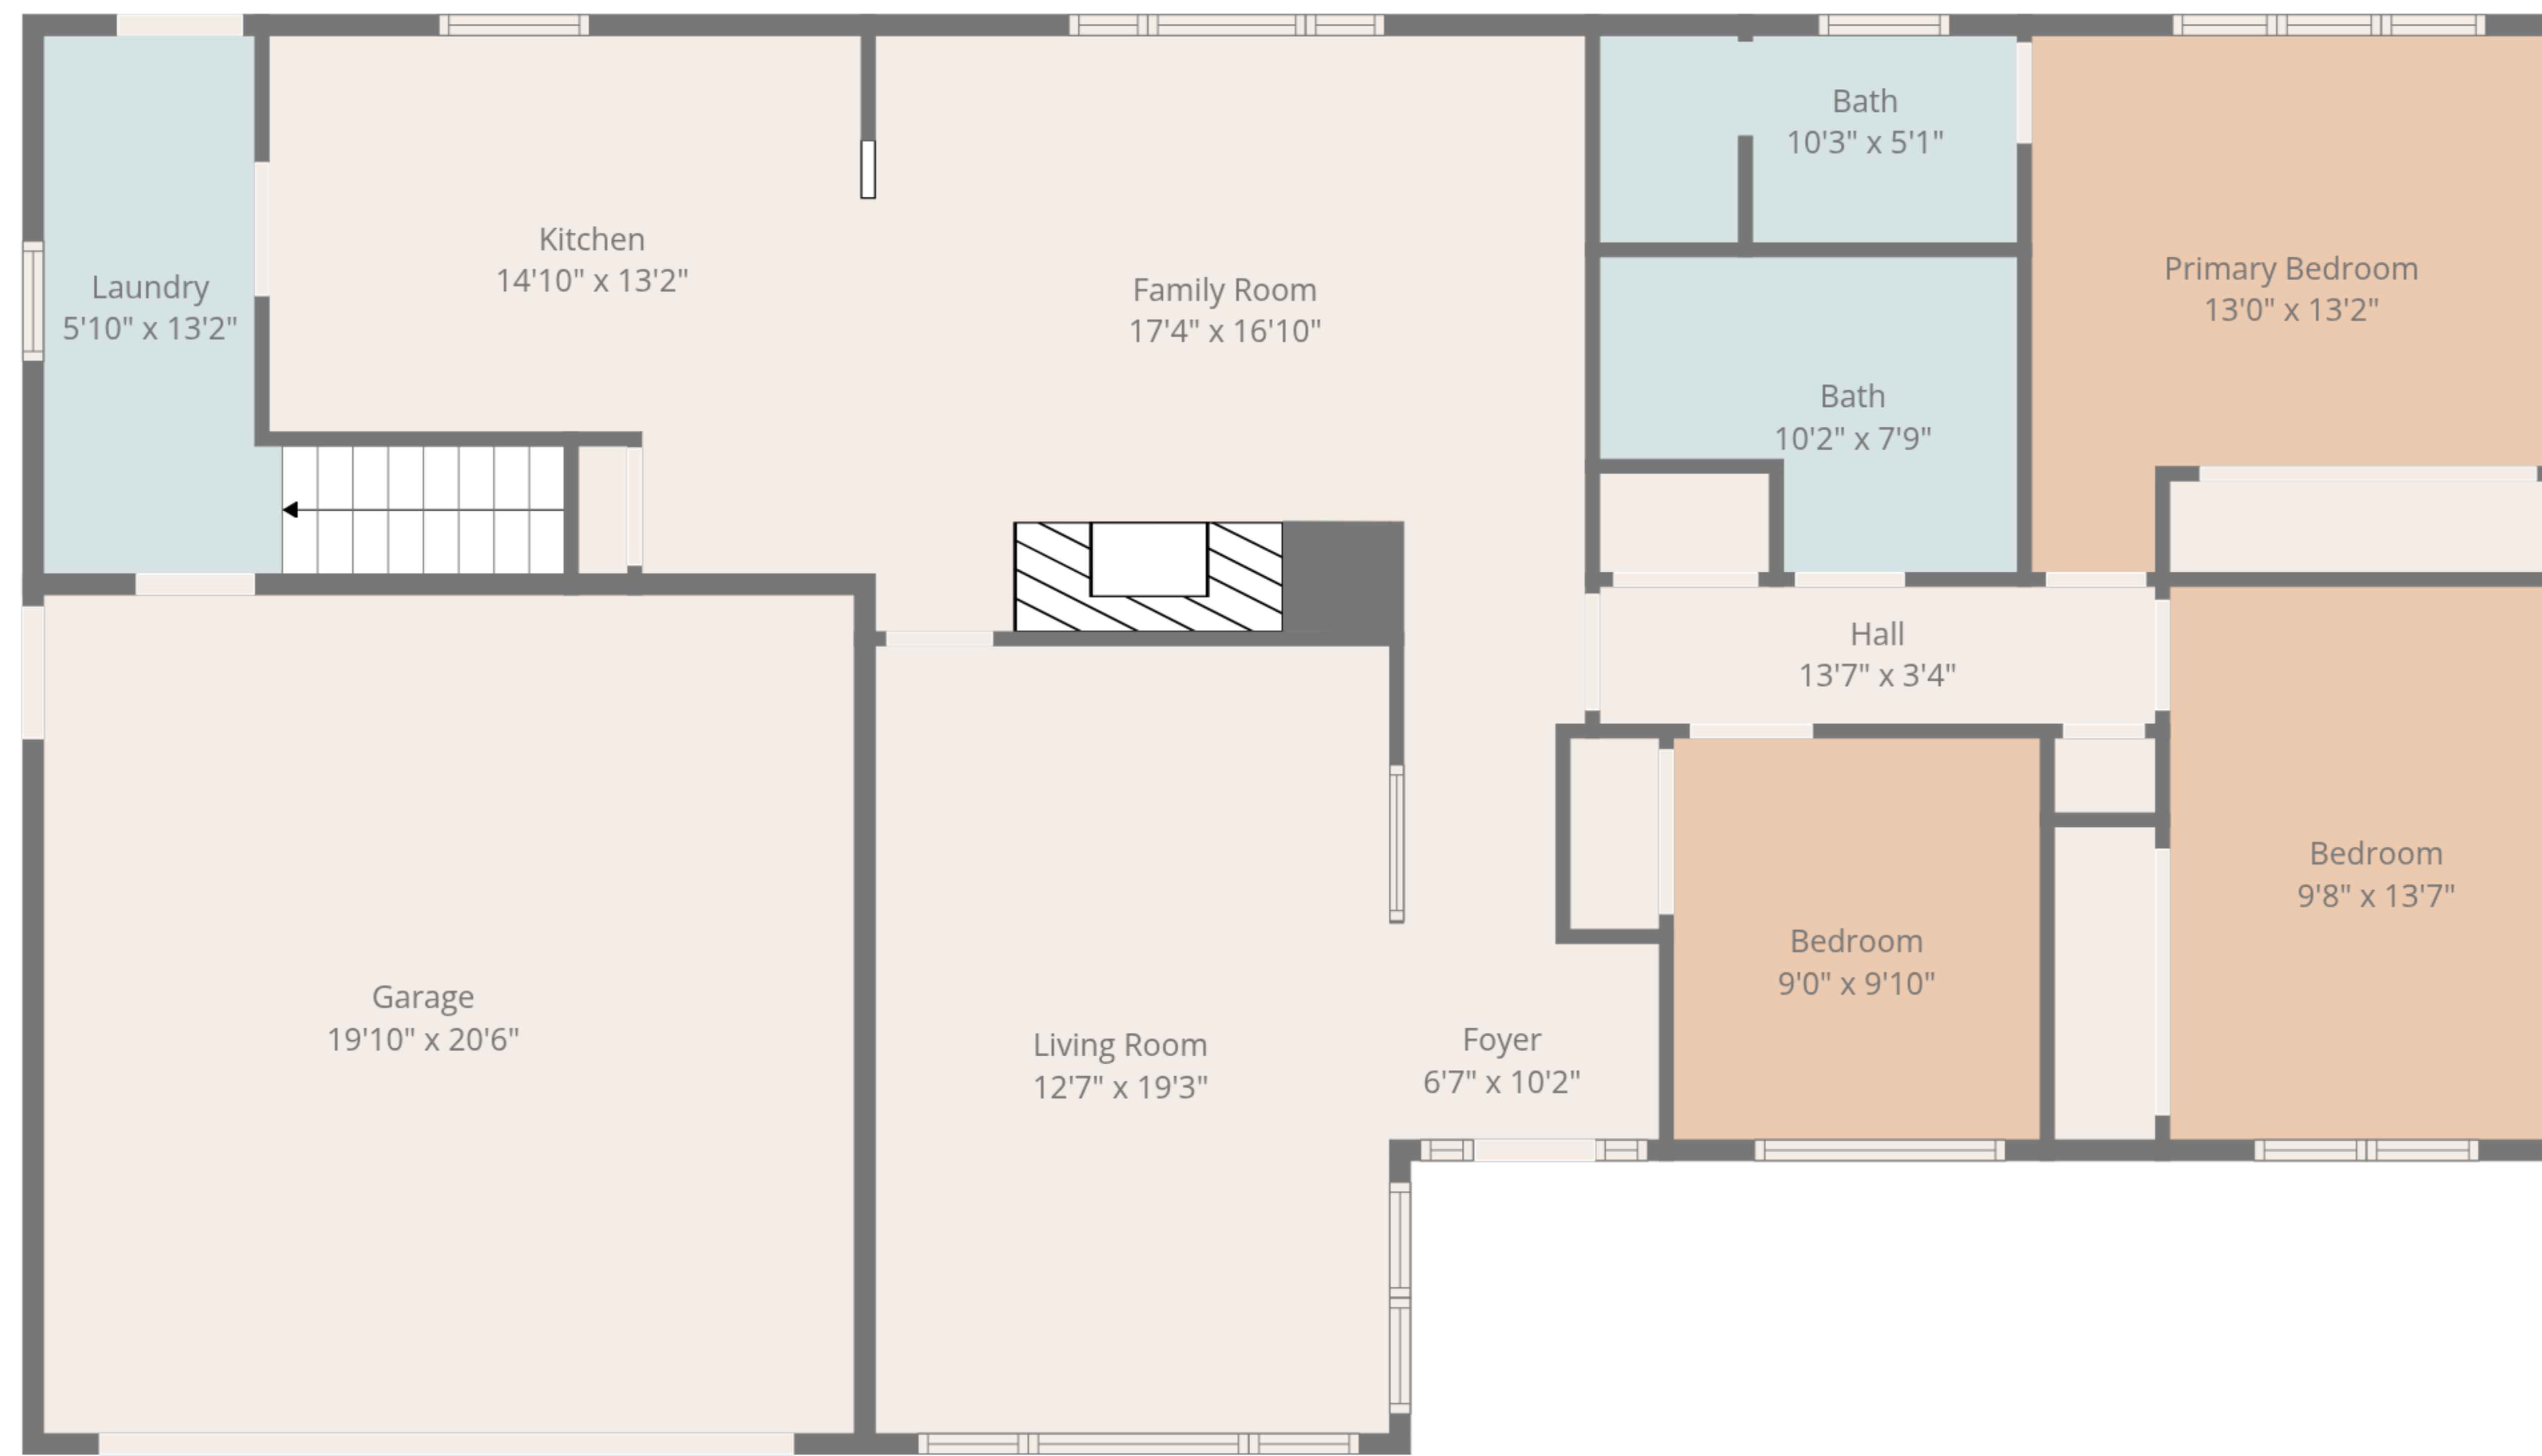 Bath
10'3" x 5'1"
Kitchen
14'10" x 13'2"
Primary Bedroom
13'0" x 13'2"
Laundry
5'10" x 13'2"
Family Room
17'4" x 16'10"
Bath
10'2" x 7'9"
Hall
13'7" x 3'4"
Bedroom
9'8" x 13'7"
Bedroom
9'0" x 9'10"
Garage
19'10" x 20'6"
Living Room
12'7" x 19'3"
Foyer
6'7" x 10'2"